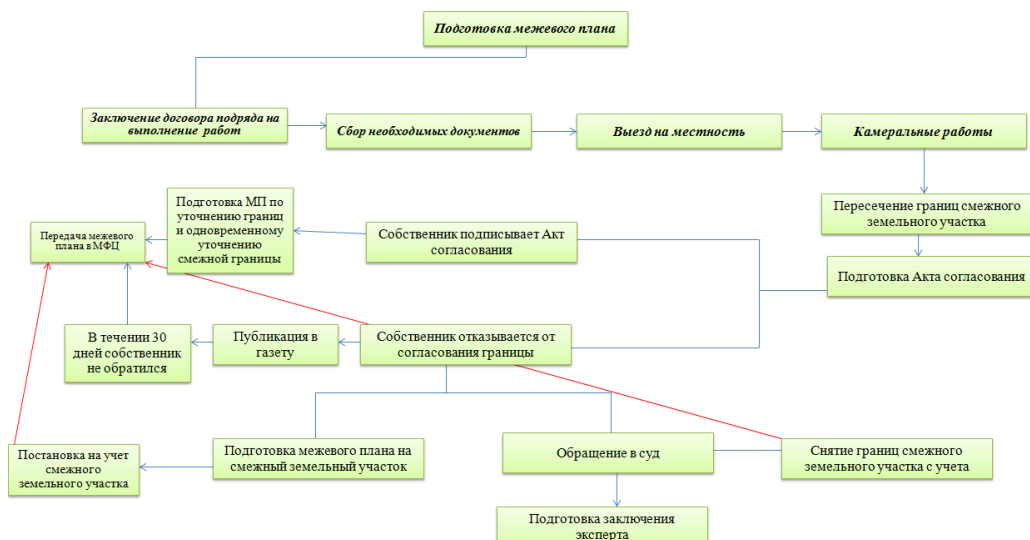 Подготовка межевого плана
Заключение договора подряда на
выполнение работ
Сбор необходимых документов
Выезд на местность
Камеральные работы
Пересечение границ смежного
земельного участка
Подготовка МП по
уточнению границ
и одновременному
уточнению
смежной границы
Передача межевого
плана в МФЦ
Собственник подписывает Акт
согласования
Подготовка Акта согласования
В течении 30
дней собственник
не обратился
Публикация в
газету
Собственник отказывается от
согласования границы
Постановка на учет
смежного
земельного участка
Подготовка межевого плана на
смежный земельный участок
Обращение в суд
Снятие границ смежного
земельного участка с учета
Подготовка заключения
эксперта